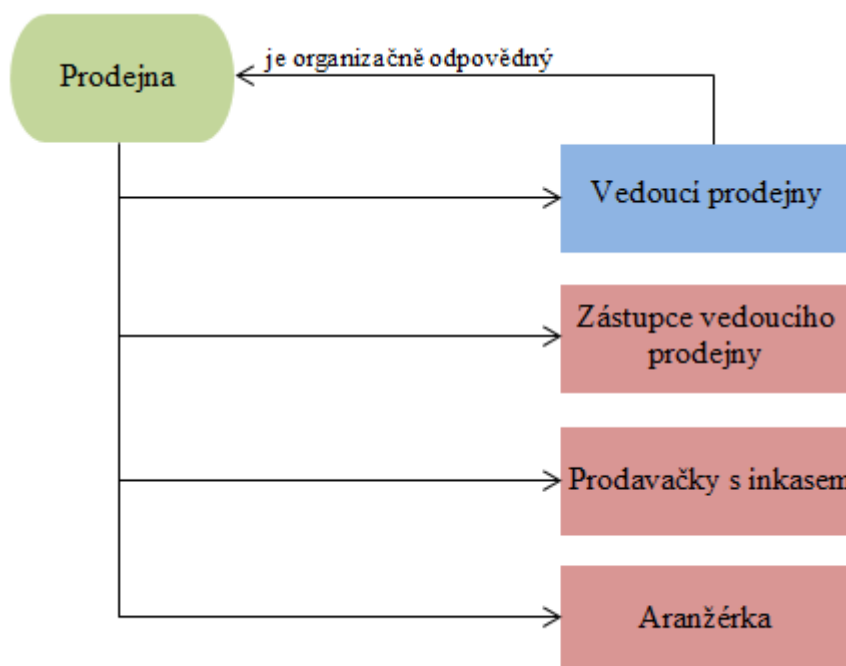 je organizačně odpovědný
Prodejna
Vedoucí prodejny
Zástupce vedoucího
prodejny
Prodavačky s inkasem
Aranžérka